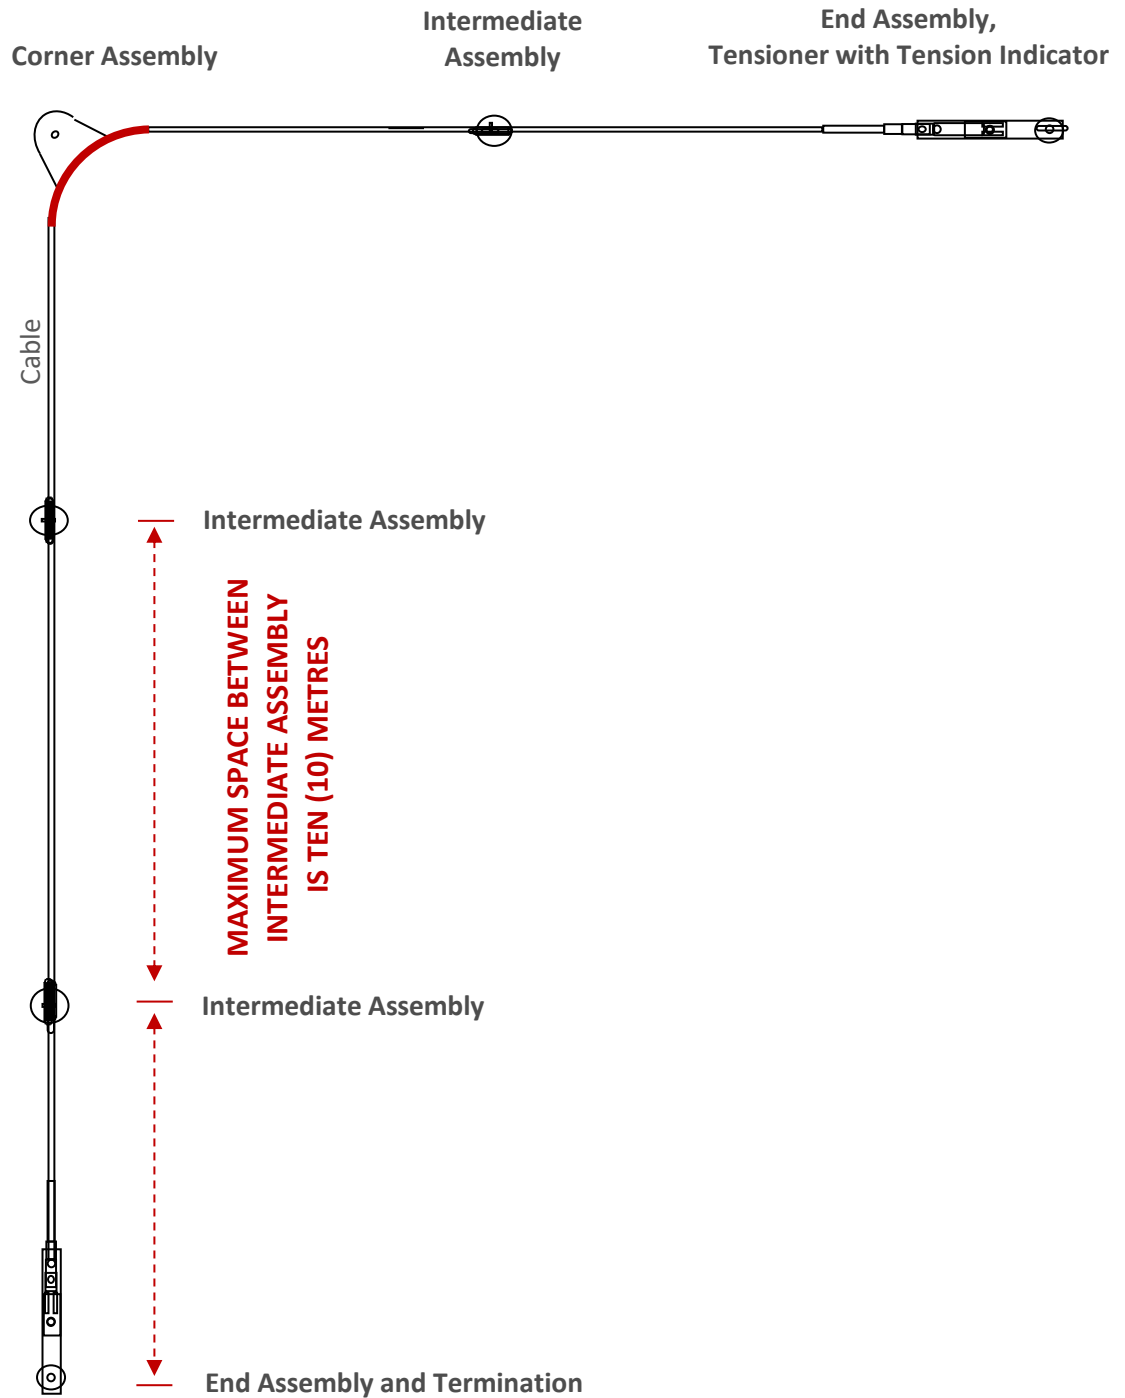 Corner Assembly
Intermediate
Assembly
End Assembly,
Tensioner with Tension Indicator
Cable
Intermediate Assembly
MAXIMUM SPACE BETWEEN
INTERMEDIATE ASSEMBLY
IS TEN (10) METRES
Intermediate Assembly
End Assembly and Termination